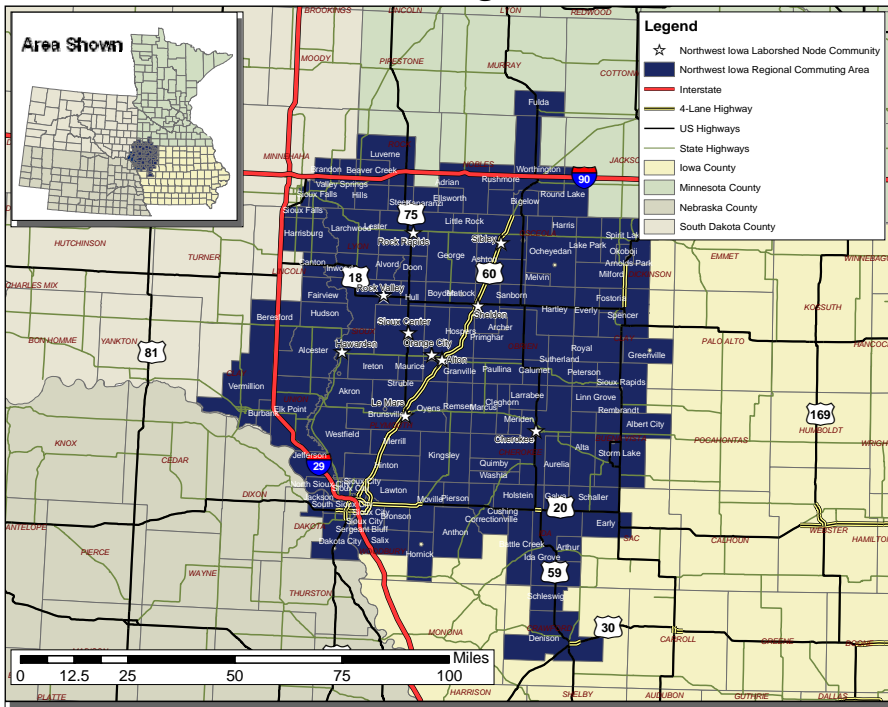 Area Shown
Legend
Northwest Iowa Laborshed Node Community
Northwest Iowa Regional Commuting Area
Interstate
4-Lane Highway
US Highways
State Highways
Iowa County
Minnesota County
Nebraska County
South Dakota County
BROOKINGS
LINCOLN
LYON
REDWOOD
MOODY
PIPESTONE
MURRAY
Fulda
MINNEHAHA
Luverne
NOBLES
Brandon
Beaver Creek
Worthington
90
Valley Springs
Adrian
Rushmore
Sioux Falls
Hills
Ellsworth
Round Lake
Bigelow
Sioux Falls
75
Little Rock
Harris
Harrisburg
Larchwood
Lester
Rock Rapids
Sibley
Lake Park
Okoboji
HUTCHINSON
George
Ocheyedan
Arnolds Park
TURNER
LINCOLN
Alvord
Doon
60
Melvin
Milford
EMMET
18
Rock Valley
CHARLES MIX
Fairview
Hull
Boyden
Matlock
Sanborn
Fostoria
KOSSUTH
Hudson
Sheldon
Hartley
Everly
Spencer
Beresford
Sioux Center
Archer
Hospers
Primghar
BON HOMME
YANKTON
81
Hawarden
Orange City
Royal
PALO ALTO
Alcester
Alton
Sutherland
Greenville
Ireton
Maurice
Granville
Paullina
Calumet
Peterson
Vermillion
Struble
Sioux Rapids
Akron
Larrabee
Linn Grove
Le Mars
Cleghorn
Elk Point
Brunsville
Oyens
Remsen
Marcus
Rembrandt
169
Burbank
Meriden
Albert City
HUMBOLDT
KNOX
Westfield
Cherokee
POCAHONTAS
Merrill
Alta
Jefferson
Kingsley
Storm Lake
CEDAR
29
Hinton
Quimby
Aurelia
Washta
North Sioux City
Sioux City
Lawton
DIXON
Jackson
Moville
Pierson
Holstein
Galva
Schaller
South Sioux City
Cushing
20
ANTELOPE
DAKOTA
Sioux City
Bronson
Correctionville
Early
WEBSTER
Sergeant Bluff
Anthon
SAC
CALHOUN
HAMILTON
PIERCE
Dakota City
Salix
Hornick
Battle Creek
Arthur
Ida Grove
WAYNE
59
THURSTON
Schleswig
30
MONONA
Denison
CARROLL
GREENE
BOONE
Miles
0
12.5
25
50
75
100
PLATTE
HARRISON
SHELBY
AUDUBON
GUTHRIE
DALLAS